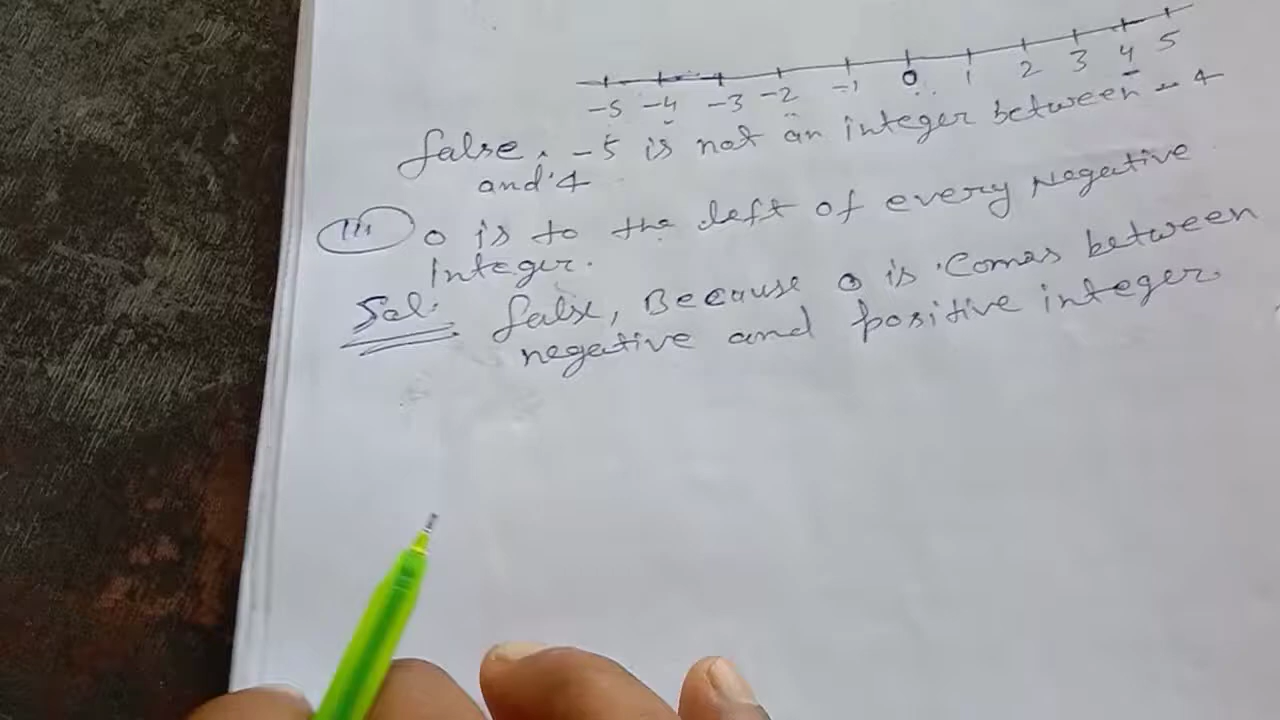 -5 -4 -3 -2 -1 0 1 2 3 4 5
false. -5 is not an integer between -4
and 4
III 0 is to the left of every Negative
Integer.
Sol: false, Because 0 is Comes between
negative and positive integer.